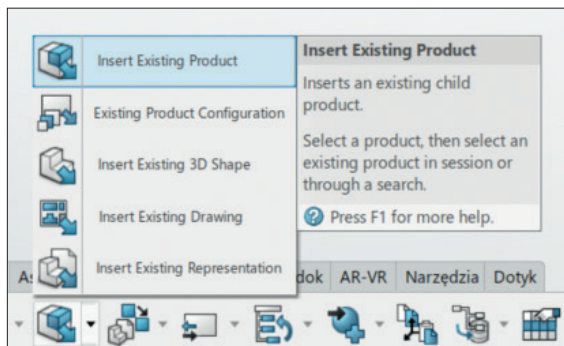 Insert Existing Product
Existing Product Configuration
Insert Existing 3D Shape
Insert Existing Drawing
Insert Existing Representation
Insert Existing Product
Inserts an existing child
product.
Select a product, then select an
existing product in session or
through a search.
Press F1 for more help.
dok AR-VR Narzędzia Dotyk